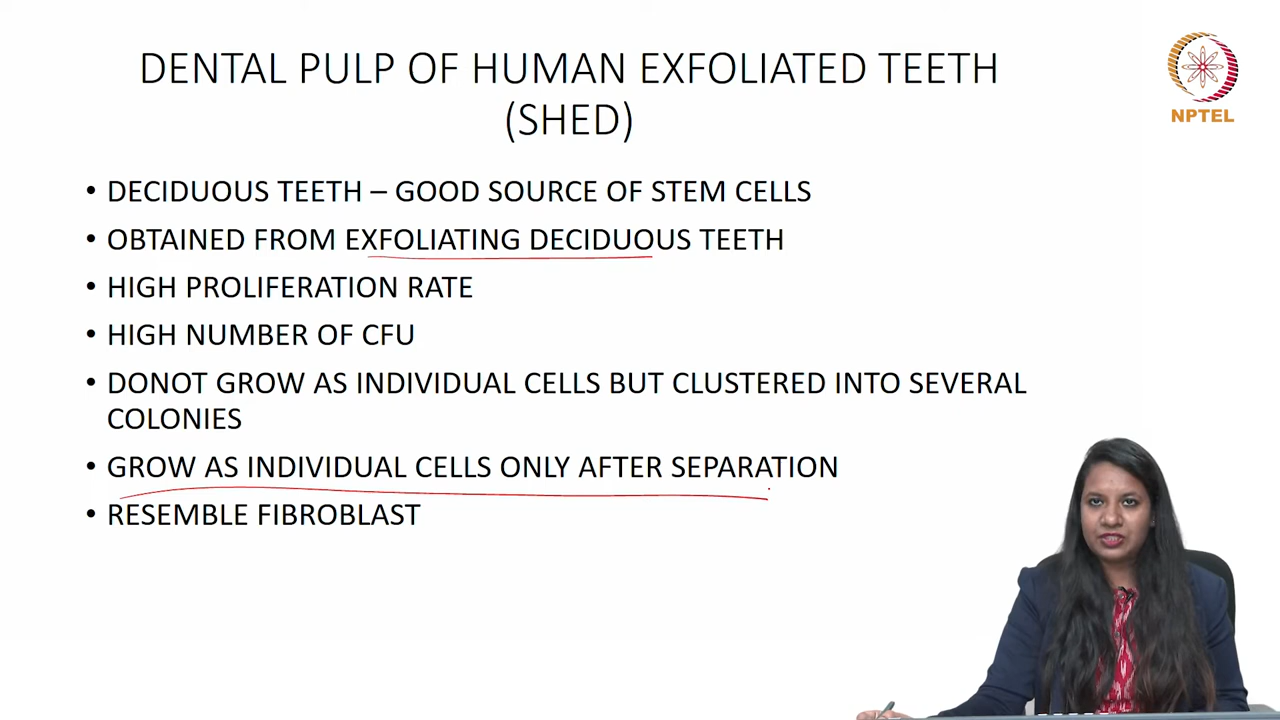 DENTAL PULP OF HUMAN EXFOLIATED TEETH
(SHED)
NPTEL
• DECIDUOUS TEETH – GOOD SOURCE OF STEM CELLS
• OBTAINED FROM EXFOLIATING DECIDUOUS TEETH
• HIGH PROLIFERATION RATE
• HIGH NUMBER OF CFU
• DONOT GROW AS INDIVIDUAL CELLS BUT CLUSTERED INTO SEVERAL
COLONIES
• GROW AS INDIVIDUAL CELLS ONLY AFTER SEPARATION
• RESEMBLE FIBROBLAST